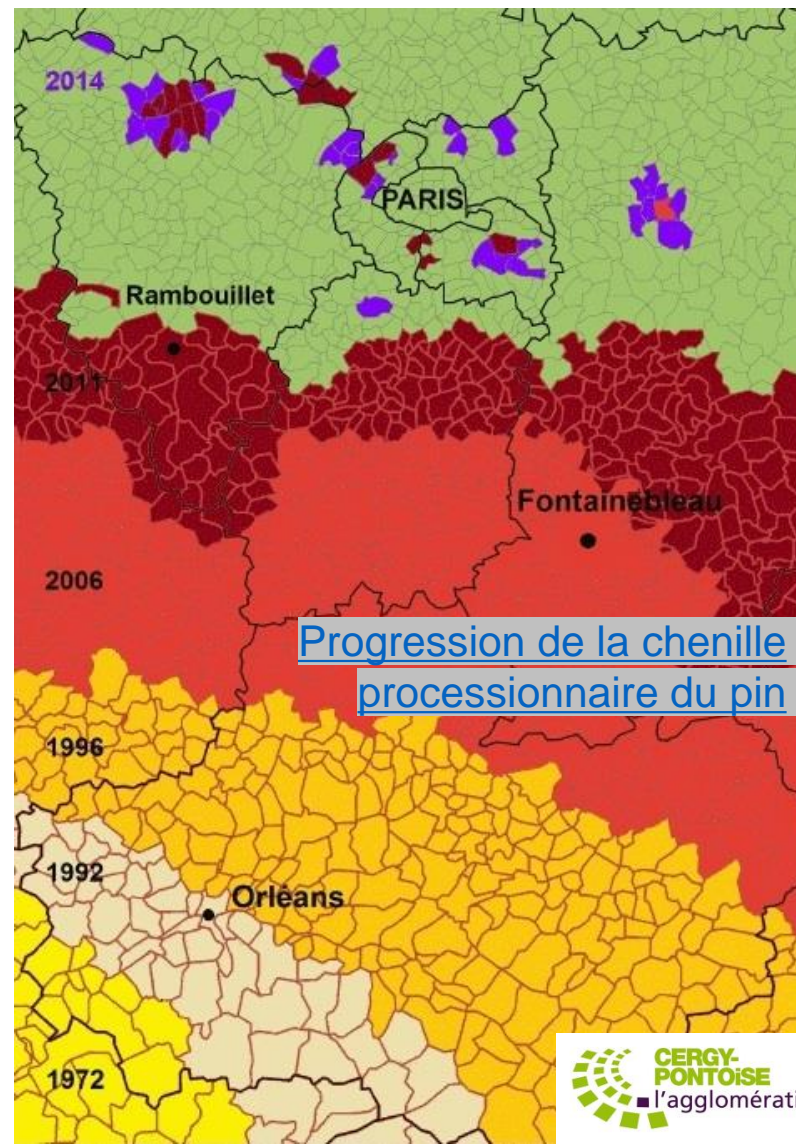 2014
PARIS
Rambouillet
2011
Fontainebleau
2006
Progression de la chenille
processionnaire du pin
1996
1992
Orléans
1972
CERGY-
PONTOiSE
l'agglomérati